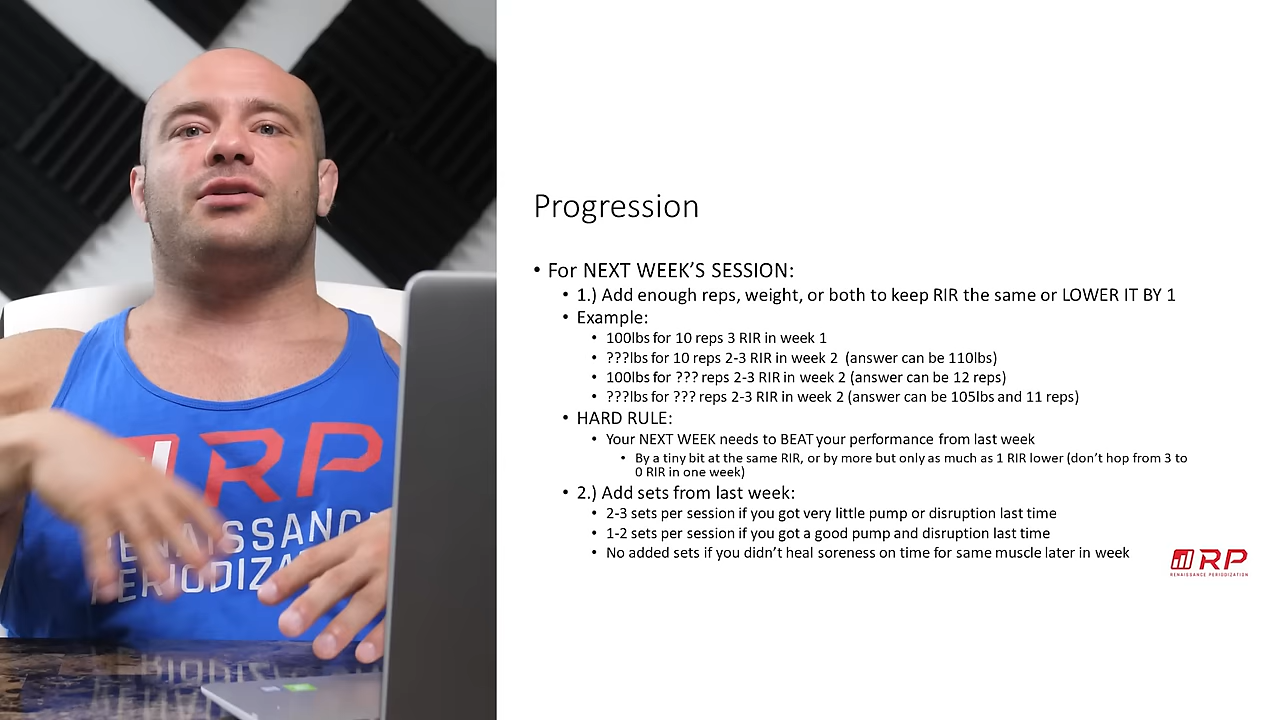 RP
RENAISSANCE
PERIODIZA
Progression
• For NEXT WEEK'S SESSION:
• 1.) Add enough reps, weight, or both to keep RIR the same or LOWER IT BY 1
• Example:
• 100lbs for 10 reps 3 RIR in week 1
• ???lbs for 10 reps 2-3 RIR in week 2 (answer can be 110lbs)
• 100lbs for ??? reps 2-3 RIR in week 2 (answer can be 12 reps)
• ???lbs for ??? reps 2-3 RIR in week 2 (answer can be 105lbs and 11 reps)
• HARD RULE:
• Your NEXT WEEK needs to BEAT your performance from last week
• By a tiny bit at the same RIR, or by more but only as much as 1 RIR lower (don't hop from 3 to
0 RIR in one week)
• 2.) Add sets from last week:
• 2-3 sets per session if you got very little pump or disruption last time
• 1-2 sets per session if you got a good pump and disruption last time
• No added sets if you didn't heal soreness on time for same muscle later in week
RP
RENAISSANCE PERIODIZATION